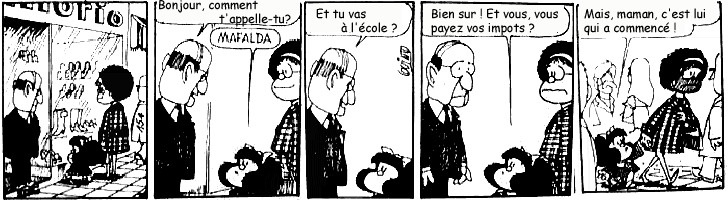 Bonjour, comment
t'appelle-tu?
MAFALDA
Et tu vas
à l'école ?
Bien sur ! Et vous, vous
payez vos impots ?
Mais, maman, c'est lui
qui a commencé !